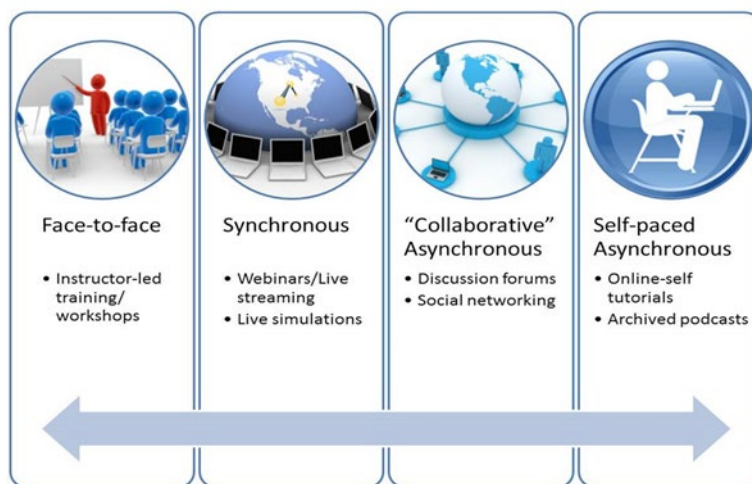 Face-to-face
• Instructor-led
training/
workshops
Synchronous
• Webinars/Live
streaming
• Live simulations
“Collaborative”
Asynchronous
• Discussion forums
• Social networking
Self-paced
Asynchronous
• Online-self
tutorials
• Archived podcasts